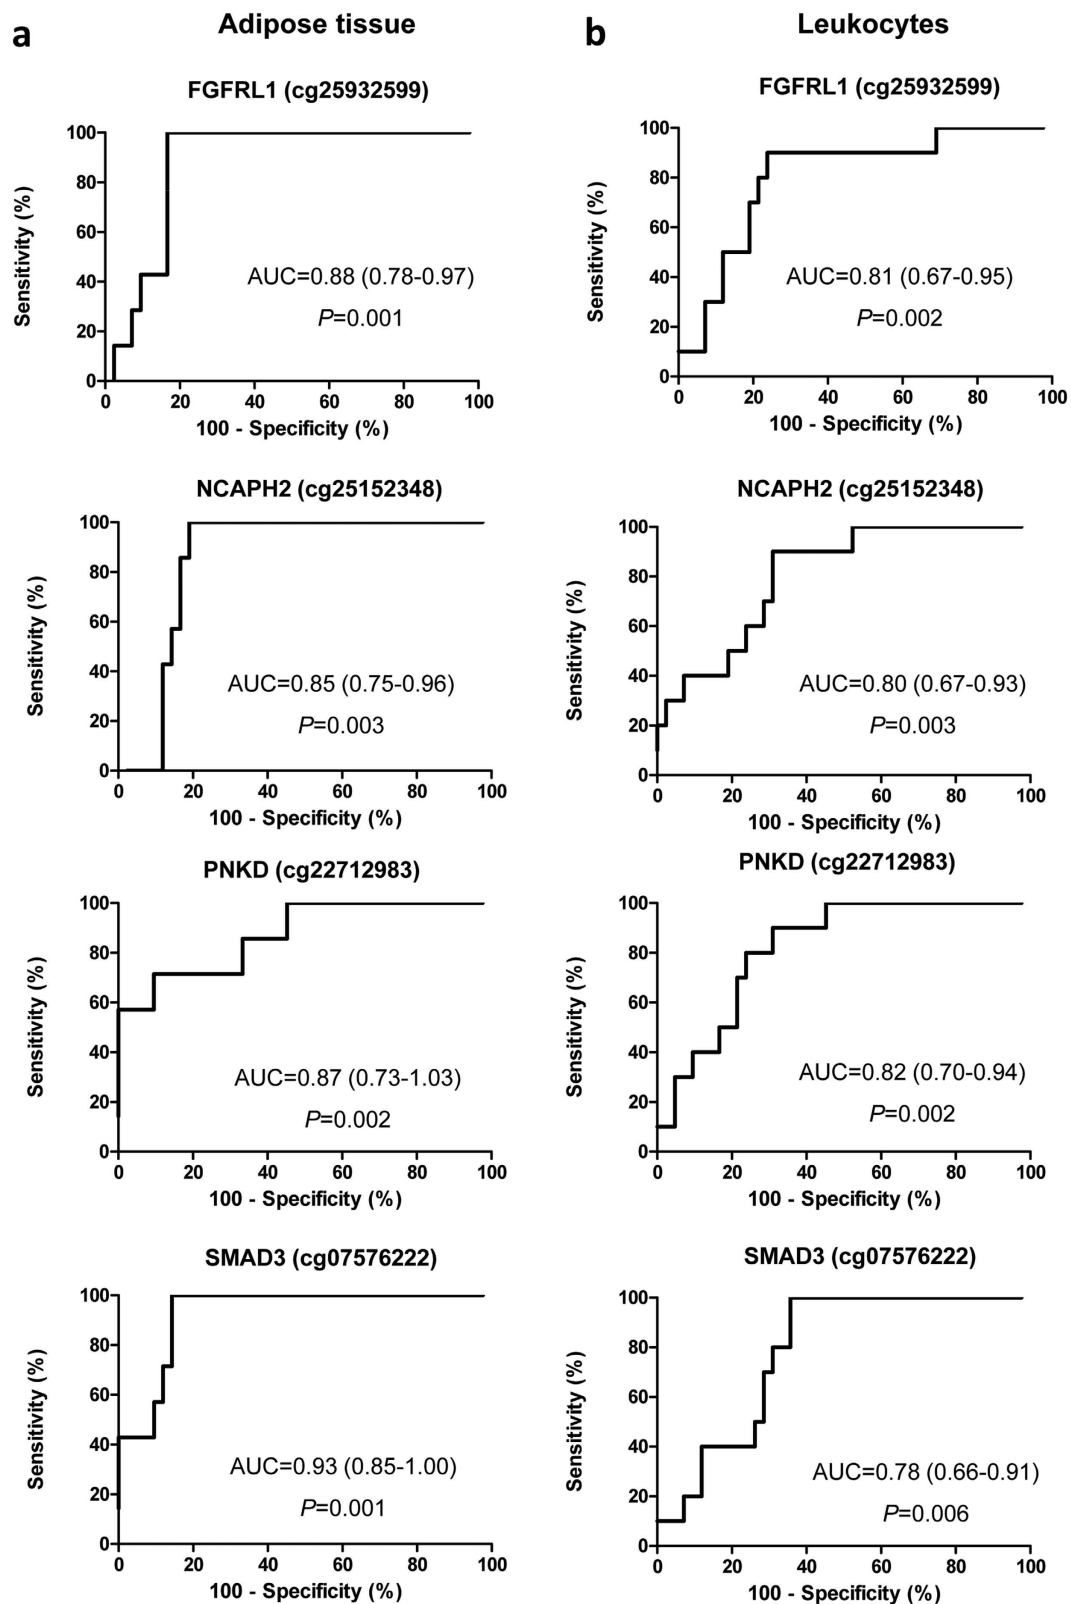 a
Adipose tissue
FGFRL1 (cg25932599)
Sensitivity (%)
100
80
60
40
20
0
AUC=0.88 (0.78-0.97)
P=0.001
0 20 40 60 80 100
100 - Specificity (%)
NCAPH2 (cg25152348)
Sensitivity (%)
100
80
60
40
20
0
AUC=0.85 (0.75-0.96)
P=0.003
0 20 40 60 80 100
100 - Specificity (%)
PNKD (cg22712983)
Sensitivity (%)
100
80
60
40
20
0
AUC=0.87 (0.73-1.03)
P=0.002
0 20 40 60 80 100
100 - Specificity (%)
SMAD3 (cg07576222)
Sensitivity (%)
100
80
60
40
20
0
AUC=0.93 (0.85-1.00)
P=0.001
0 20 40 60 80 100
100 - Specificity (%)
b
Leukocytes
FGFRL1 (cg25932599)
Sensitivity (%)
100
80
60
40
20
0
AUC=0.81 (0.67-0.95)
P=0.002
0 20 40 60 80 100
100 - Specificity (%)
NCAPH2 (cg25152348)
Sensitivity (%)
100
80
60
40
20
0
AUC=0.80 (0.67-0.93)
P=0.003
0 20 40 60 80 100
100 - Specificity (%)
PNKD (cg22712983)
Sensitivity (%)
100
80
60
40
20
0
AUC=0.82 (0.70-0.94)
P=0.002
0 20 40 60 80 100
100 - Specificity (%)
SMAD3 (cg07576222)
Sensitivity (%)
100
80
60
40
20
0
AUC=0.78 (0.66-0.91)
P=0.006
0 20 40 60 80 100
100 - Specificity (%)